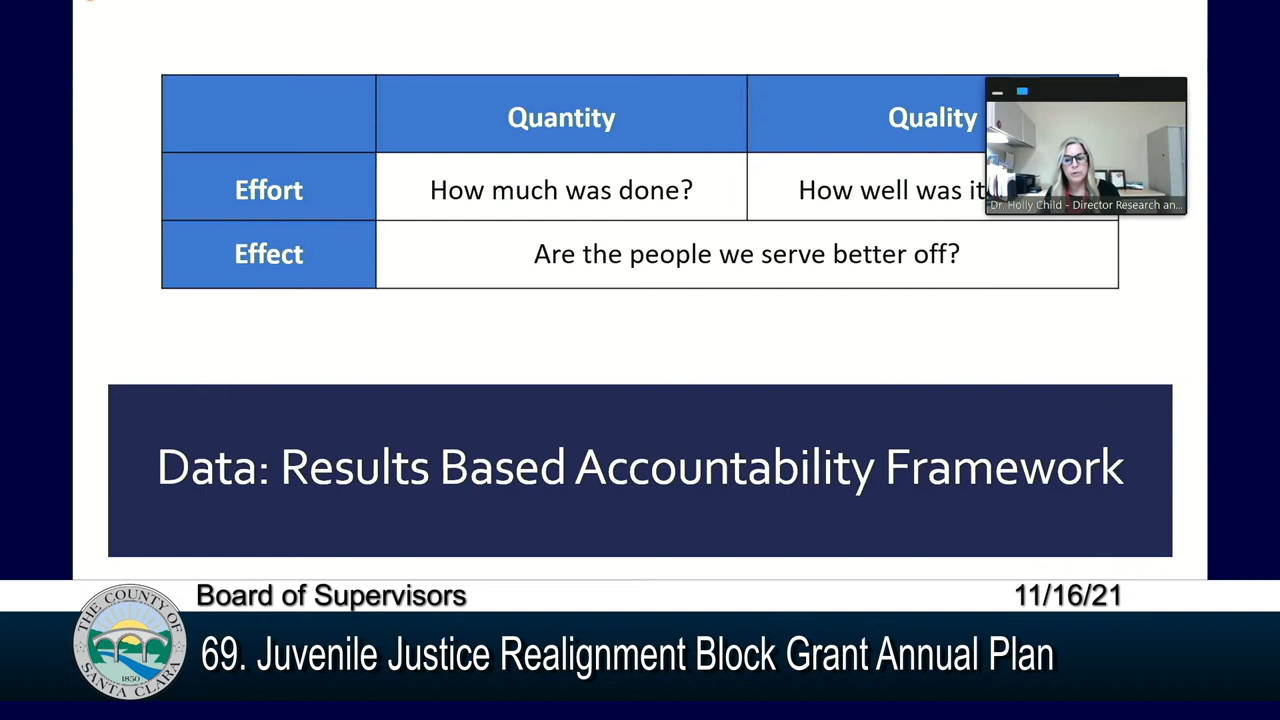 Quantity Quality
Effort How much was done? How well was it
Effect Are the people we serve better off?
Dr. Holly Child - Director Research an...
Data: Results Based Accountability Framework
Board of Supervisors 11/16/21
69. Juvenile Justice Realignment Block Grant Annual Plan
THE COUNTY OF
SANTA CLARA
1850